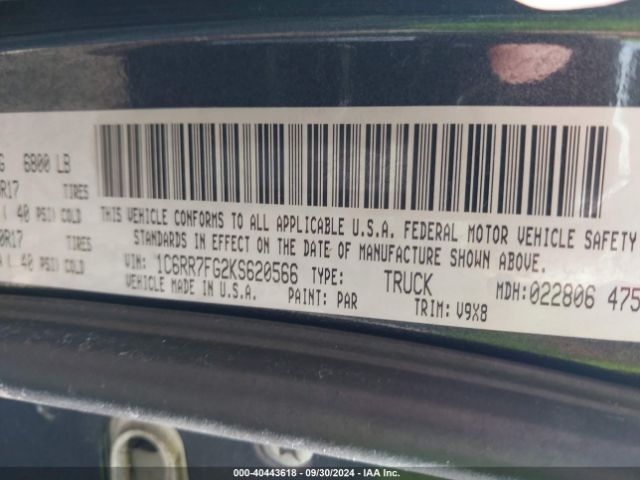 G 6800 LB
0R17 TIRES
( 40 PSI) COLD
0R17 TIRES
A ( 40 PSI) COLD
THIS VEHICLE CONFORMS TO ALL APPLICABLE U.S.A. FEDERAL MOTOR VEHICLE SAFETY
STANDARDS IN EFFECT ON THE DATE OF MANUFACTURE SHOWN ABOVE.
VIN: 1C6RR7FG2KS620566 TYPE: TRUCK MDH:022806 475
VEHICLE MADE IN U.S.A. PAINT: PAR TRIM: V9X8
000-40443618 - 09/30/2024 - IAA Inc.